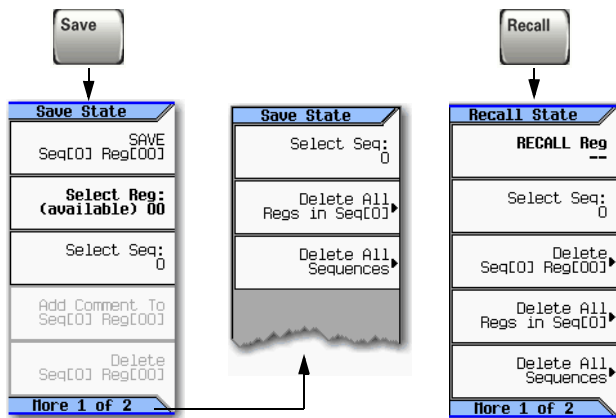 Save
Recall
Save State
SAVE
Seq[0] Reg[00]
Select Reg:
(available) 00
Select Seq:
0
Add Comment To
Seq[0] Reg[00]
Delete
Seq[0] Reg[00]
More 1 of 2
Save State
Select Seq:
0
Delete All
Regs in Seq[0]
Delete All
Sequences
Recall State
RECALL Reg
--
Select Seq:
0
Delete
Seq[0] Reg[00]
Delete All
Regs in Seq[0]
Delete All
Sequences
More 1 of 2